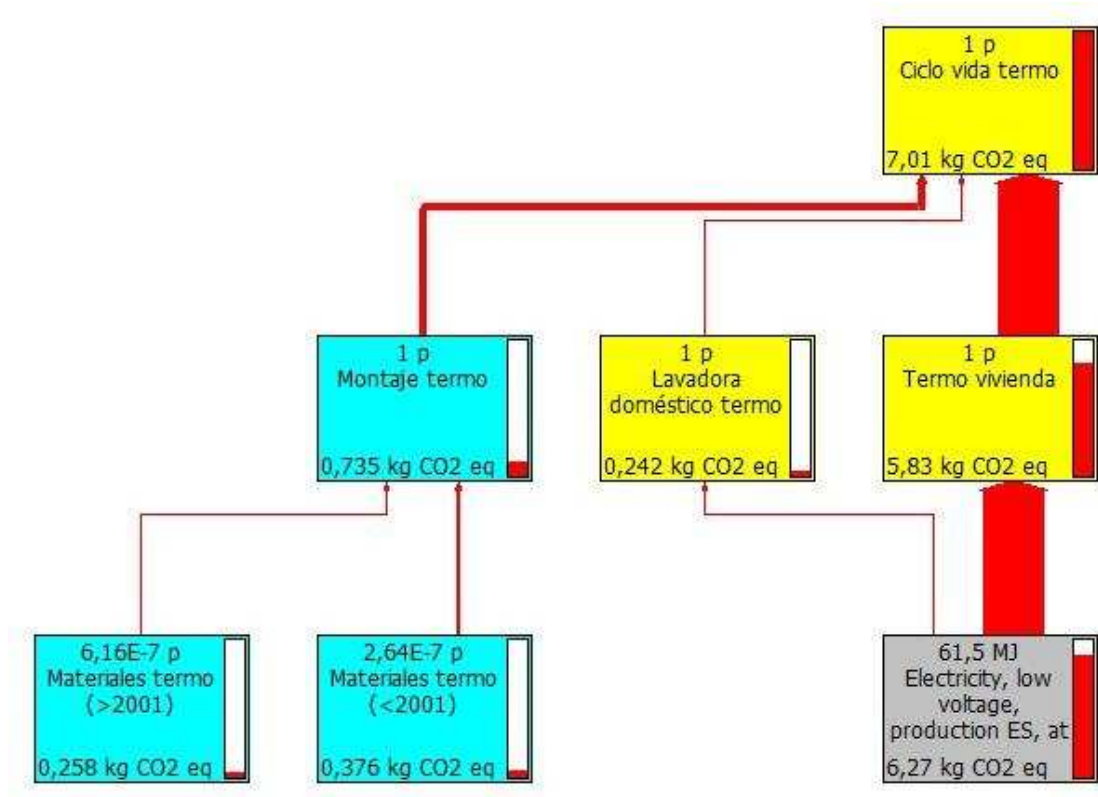 1 p
Ciclo vida termo
7,01 kg CO2 eq
1 p
Montaje termo
0,735 kg CO2 eq
1 p
Lavadora
doméstico termo
0,242 kg CO2 eq
1 p
Termo vivienda
5,83 kg CO2 eq
6,16E-7 p
Materiales termo
(>2001)
0,258 kg CO2 eq
2,64E-7 p
Materiales termo
(<2001)
0,376 kg CO2 eq
61,5 MJ
Electricity, low
voltage,
production ES, at
6,27 kg CO2 eq